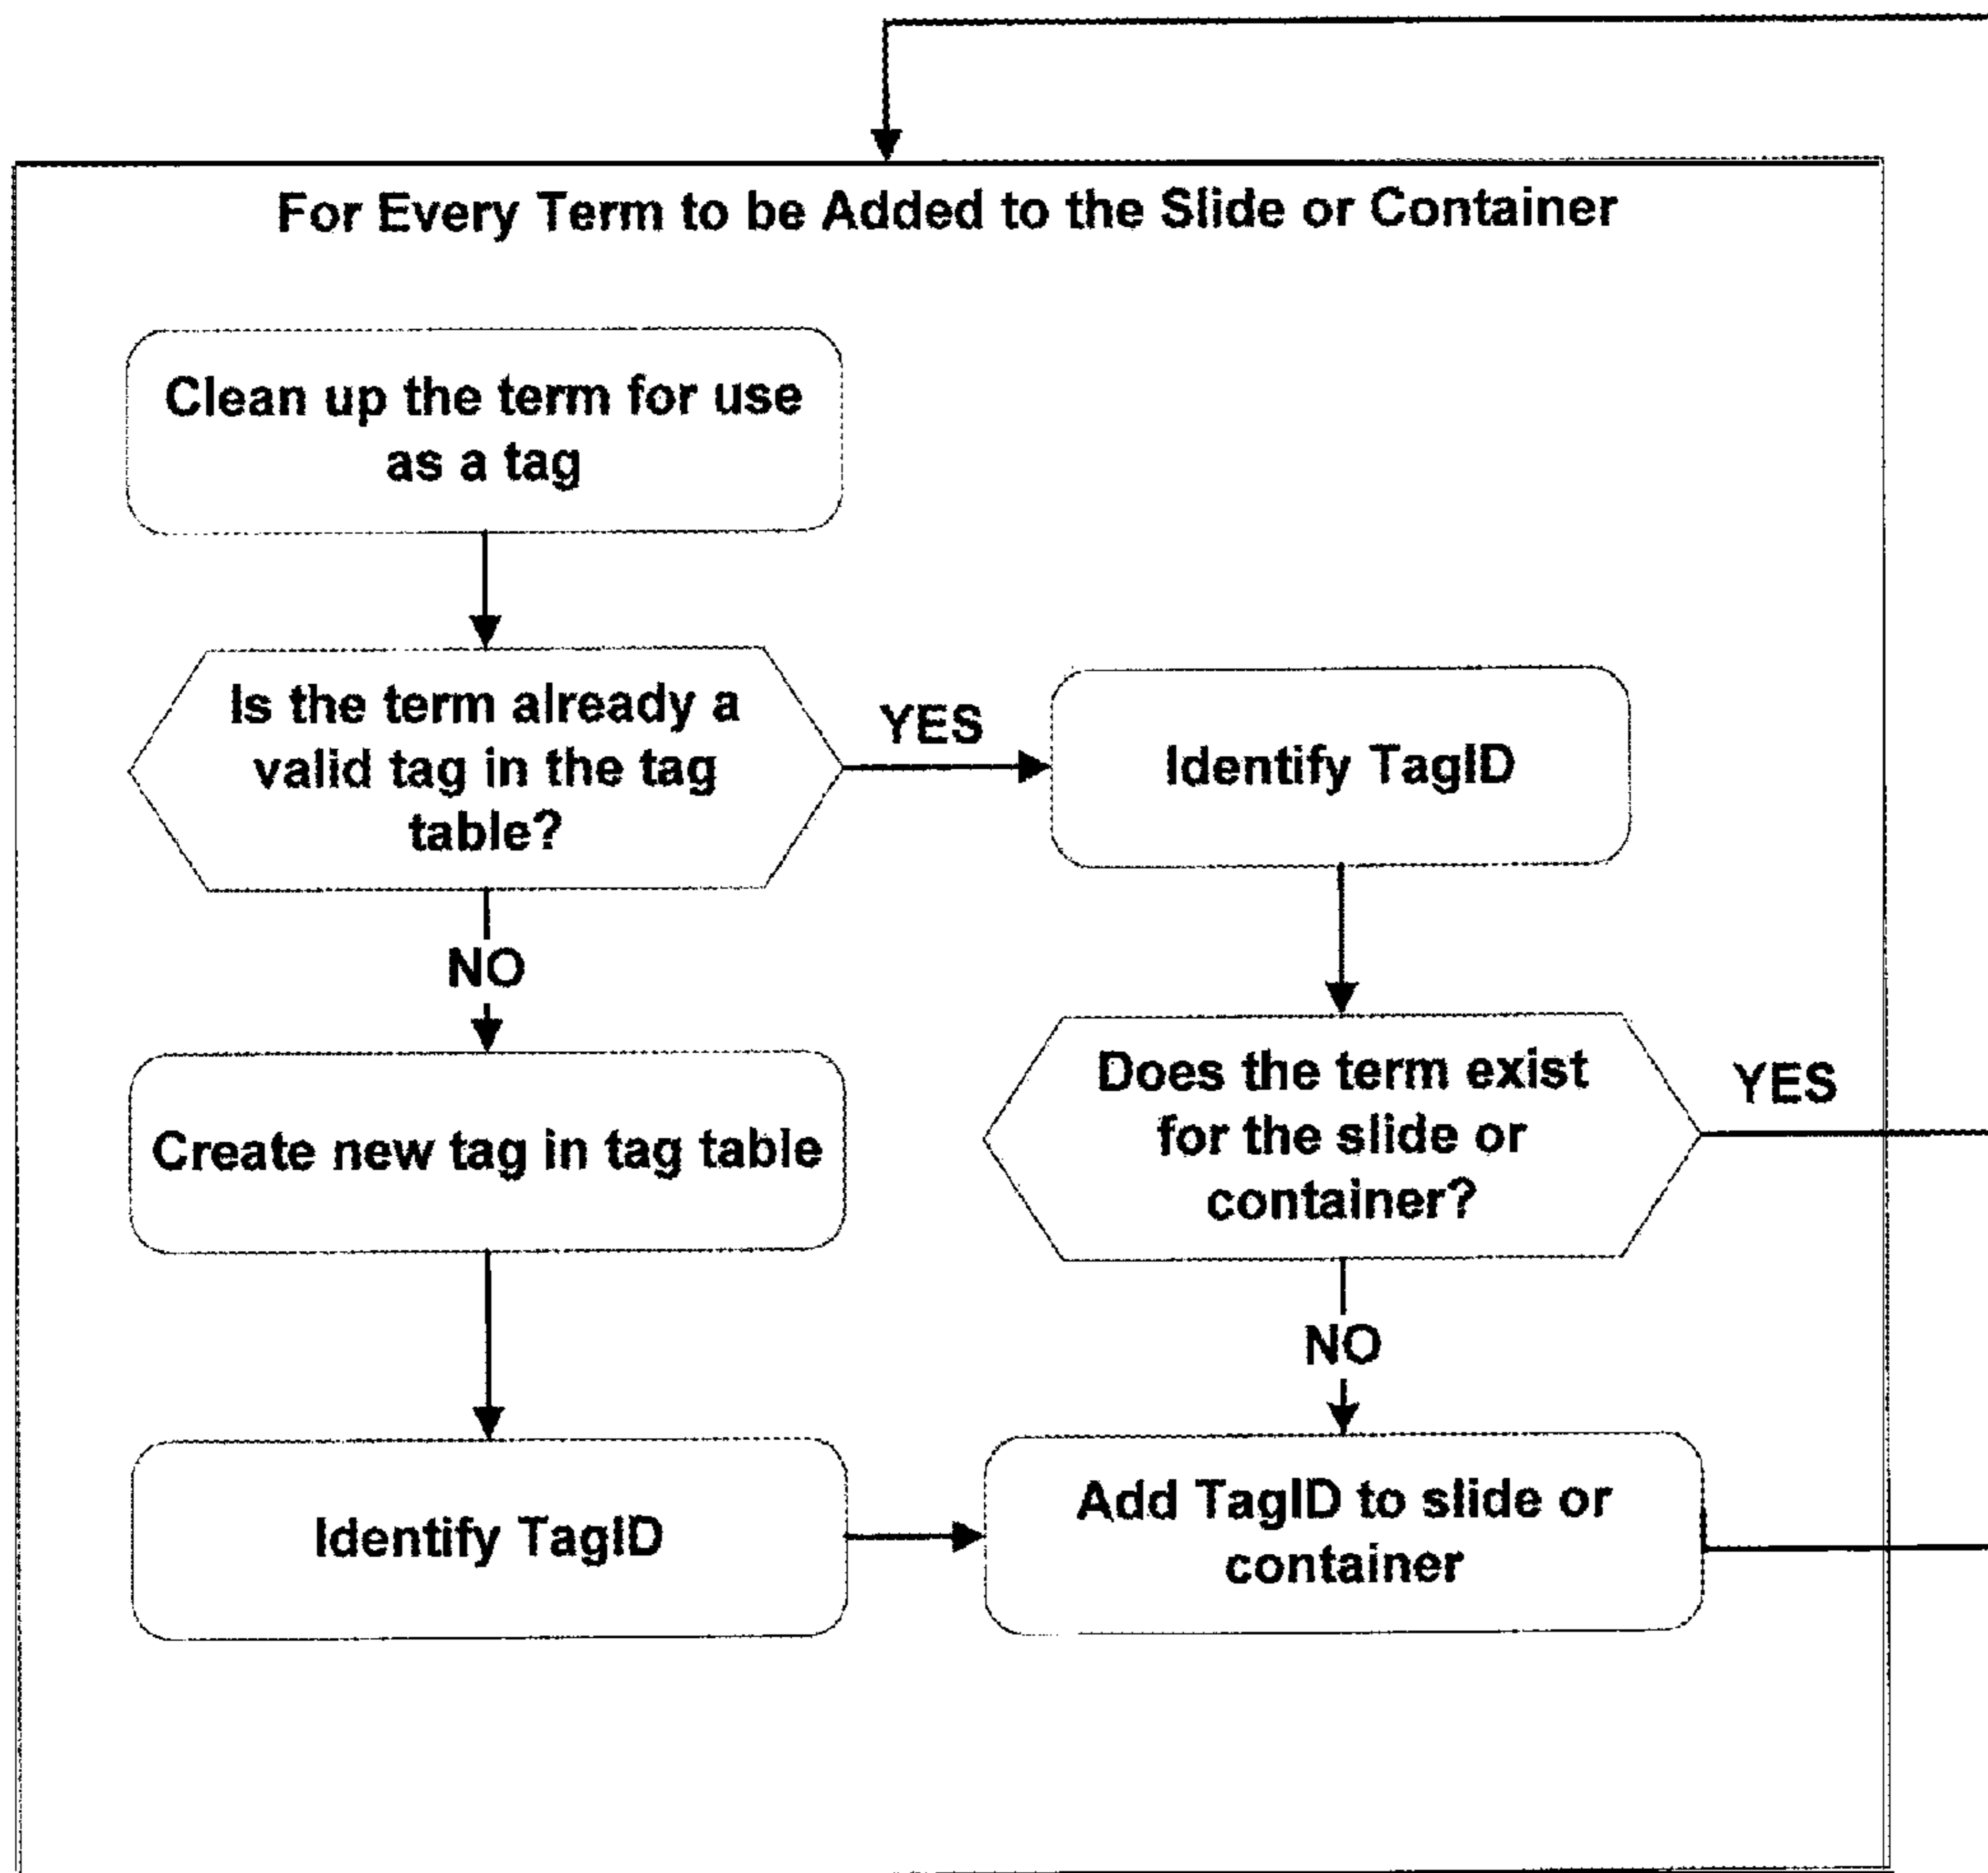 For Every Term to be Added to the Slide or Container
Clean up the term for use
as a tag
Is the term already a
valid tag in the tag
table?
YES
Identify TagID
NO
Does the term exist
for the slide or
container?
YES
Create new tag in tag table
NO
Identify TagID
Add TagID to slide or
container